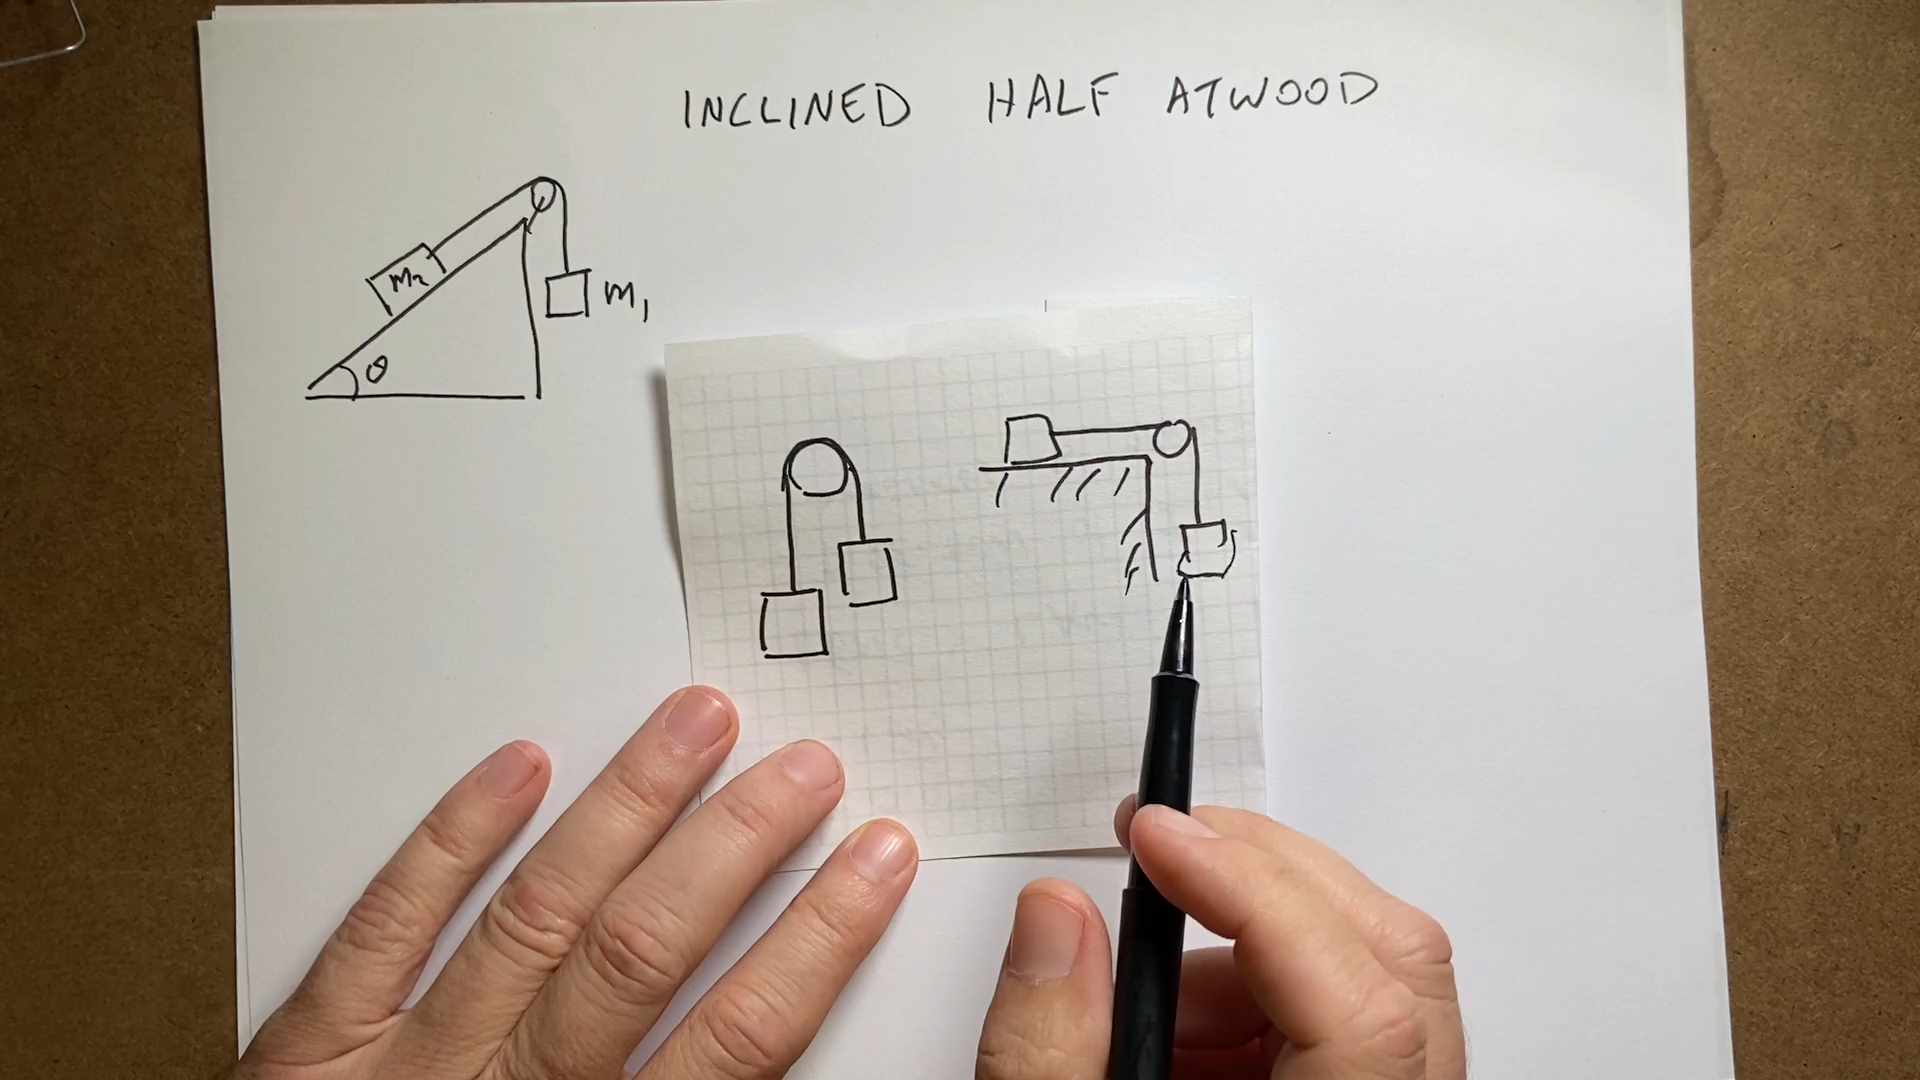 INCLINED HALF ATWOOD
m₂
m₁
θ